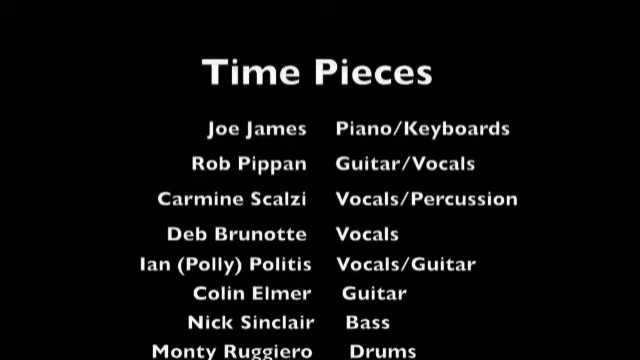 Time Pieces
Joe James Piano/Keyboards
Rob Pippan Guitar/Vocals
Carmine Scalzi Vocals/Percussion
Deb Brunotte Vocals
Ian (Polly) Politis Vocals/Guitar
Colin Elmer Guitar
Nick Sinclair Bass
Monty Ruggiero Drums